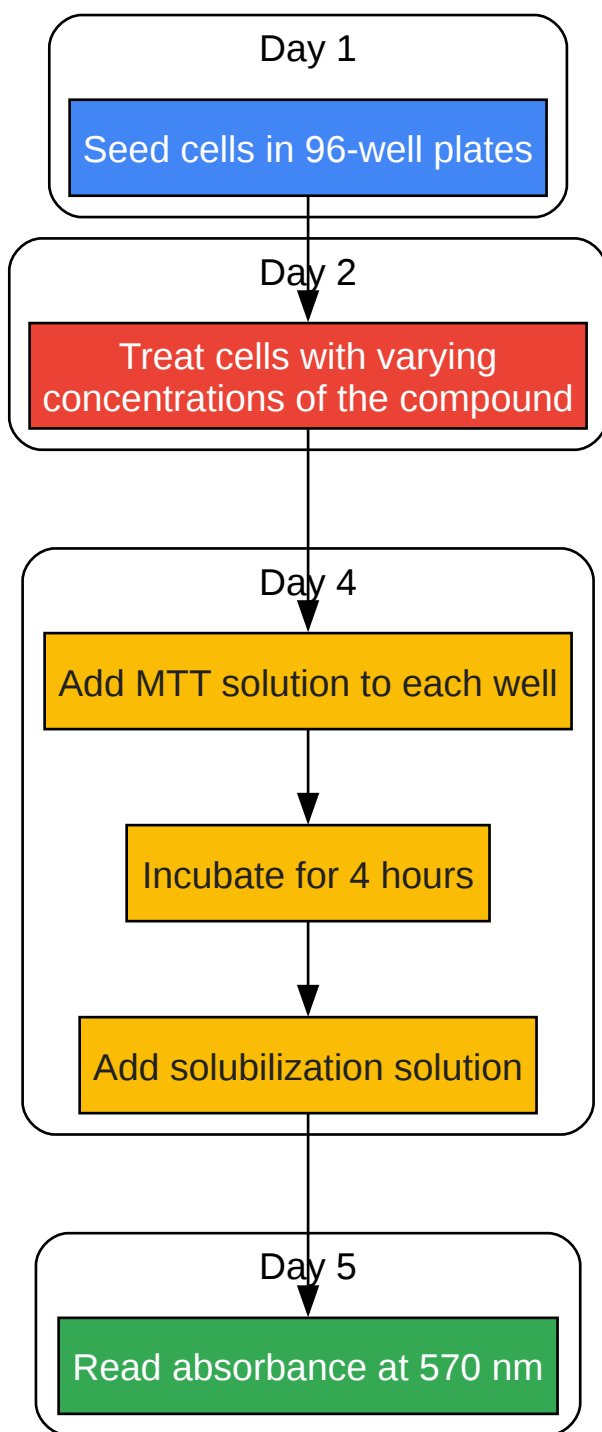 Day 1
Seed cells in 96-well plates
Day 2
Treat cells with varying
concentrations of the compound
Day 4
Add MTT solution to each well
Incubate for 4 hours
Add solubilization solution
Day 5
Read absorbance at 570 nm